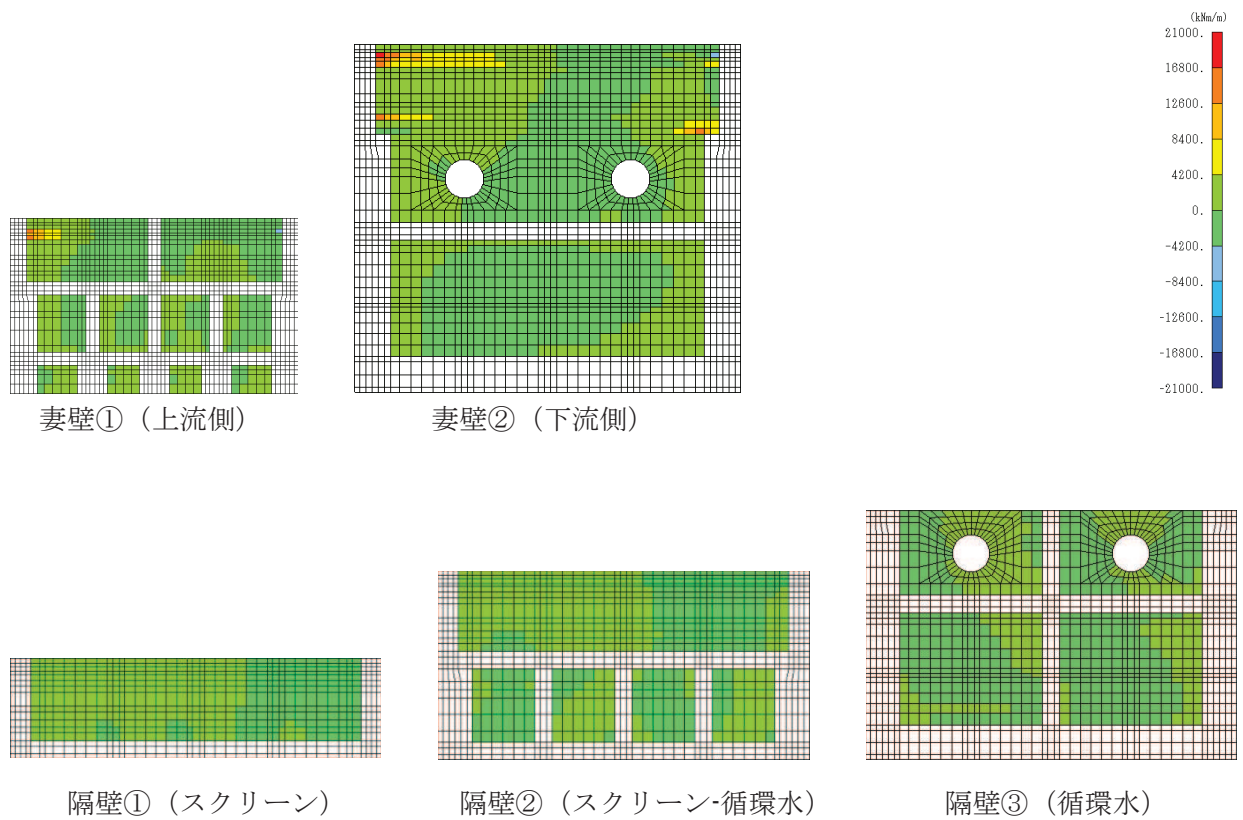 (kNm/m)
21000.
16800.
12600.
8400.
4200.
0.
-4200.
-8400.
-12600.
-16800.
-21000.
妻壁①（上流側）
妻壁②（下流側）
隔壁①（スクリーン）
隔壁②（スクリーン-循環水）
隔壁③（循環水）